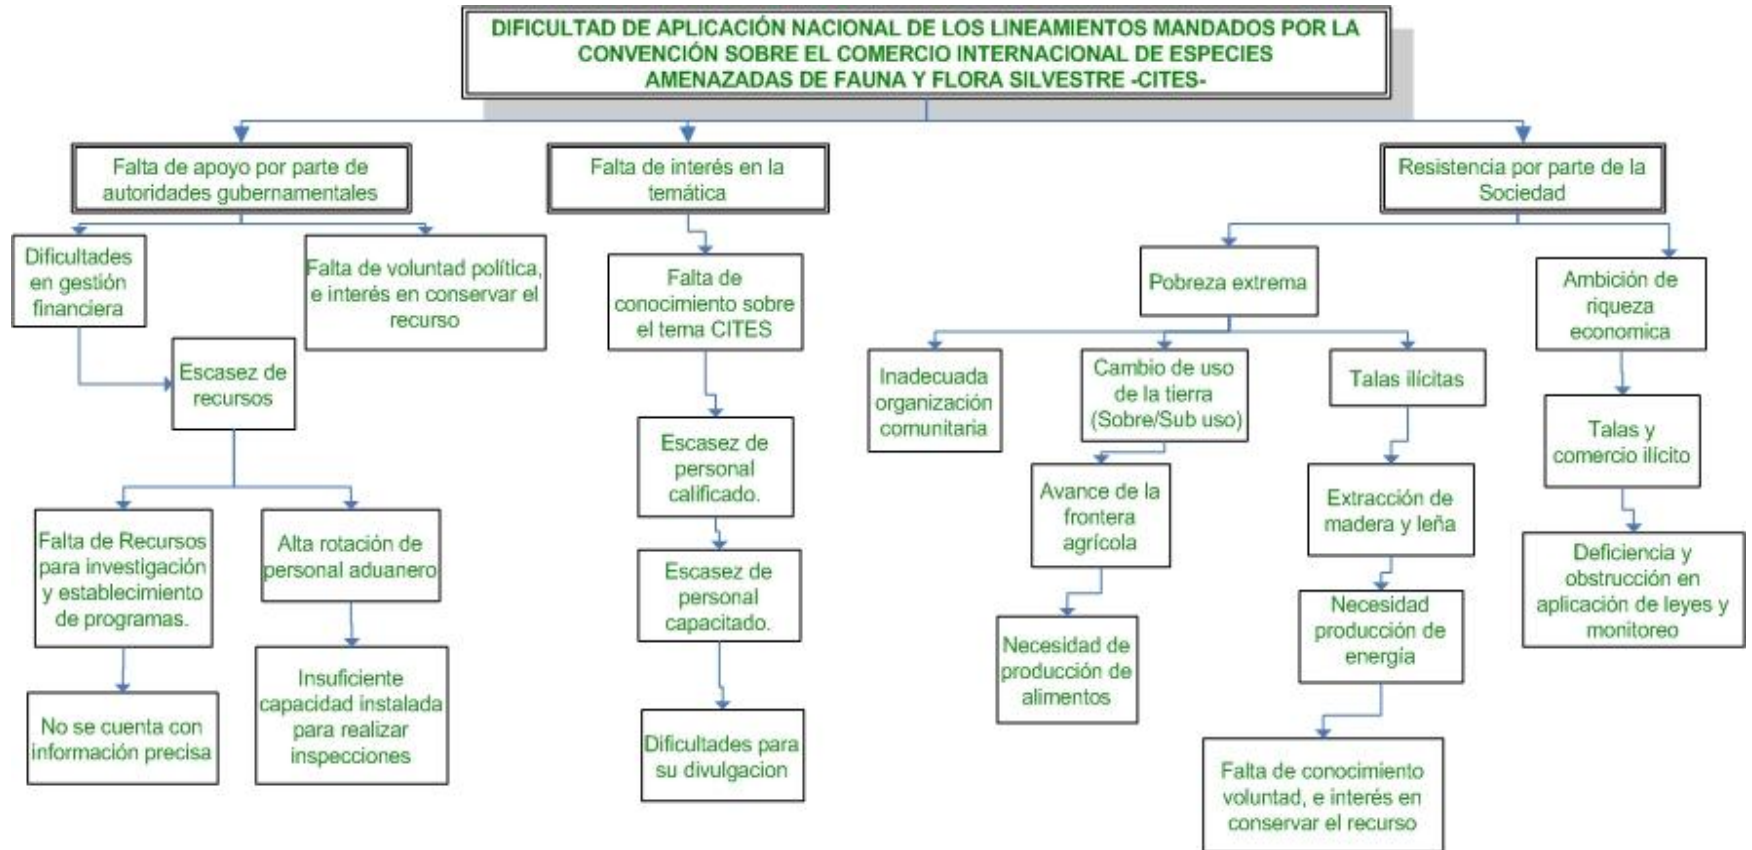 DIFICULTAD DE APLICACIÓN NACIONAL DE LOS LINEAMIENTOS MANDADOS POR LA
CONVENCIÓN SOBRE EL COMERCIO INTERNACIONAL DE ESPECIES
AMENAZADAS DE FAUNA Y FLORA SILVESTRE -CITES-
Falta de apoyo por parte de
autoridades gubernamentales
Falta de interés en la
temática
Resistencia por parte de la
Sociedad
Dificultades
en gestión
financiera
Falta de voluntad política,
e interés en conservar el
recurso
Escasez de
recursos
Falta de Recursos
para investigación
y establecimiento
de programas.
Alta rotación de
personal aduanero
No se cuenta con
información precisa
Insuficiente
capacidad instalada
para realizar
inspecciones
Falta de
conocimiento sobre
el tema CITES
Escasez de
personal
calificado.
Escasez de
personal
capacitado.
Dificultades para
su divulgacion
Pobreza extrema
Inadecuada
organización
comunitaria
Cambio de uso
de la tierra
(Sobre/Sub uso)
Avance de la
frontera
agrícola
Necesidad de
producción de
alimentos
Talas ilícitas
Extracción de
madera y leña
Necesidad
producción de
energía
Falta de conocimiento
voluntad, e interés en
conservar el recurso
Ambición de
riqueza
economica
Talas y
comercio ilícito
Deficiencia y
obstrucción en
aplicación de leyes y
monitoreo